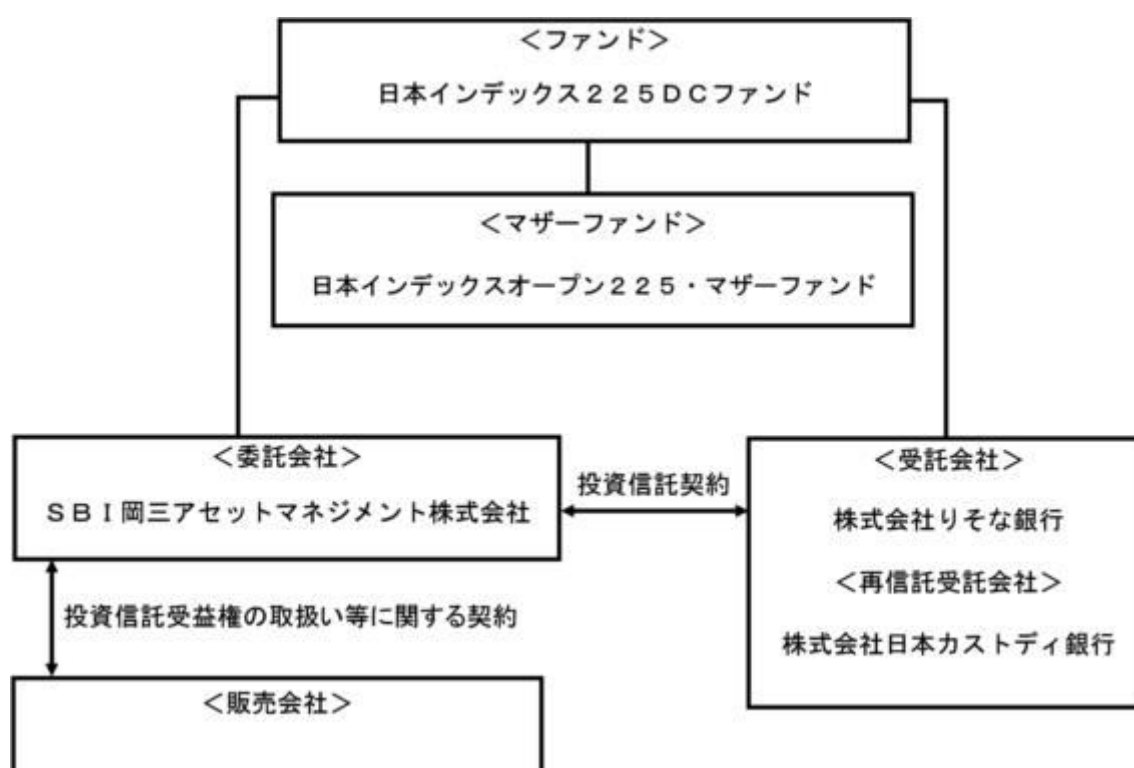 <ファンド>
日本インデックス225DCファンド
<マザーファンド>
日本インデックスオープン225・マザーファンド
<委託会社>
SBI岡三アセットマネジメント株式会社
投資信託契約
<受託会社>
株式会社りそな銀行
<再信託受託会社>
株式会社日本カストディ銀行
投資信託受益権の取扱い等に関する契約
<販売会社>